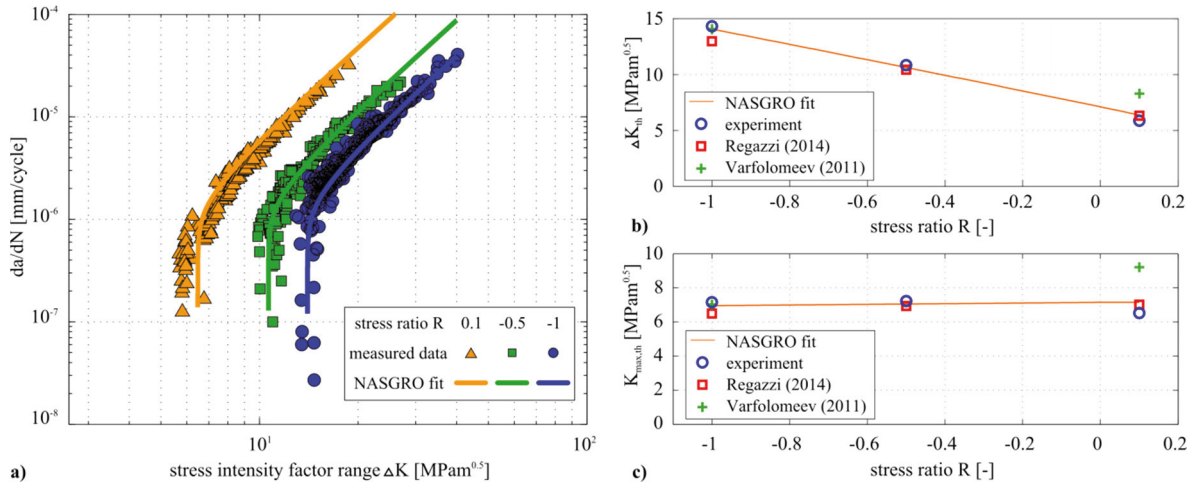 10⁻⁴
10⁻⁵
10⁻⁶
10⁻⁷
10⁻⁸
da/dN [mm/cycle]
stress ratio R 0.1 -0.5 -1
measured data
NASGRO fit
10¹ 10²
stress intensity factor range ΔK [MPam⁰·⁵]
a)
15
10
5
0
ΔKth [MPam⁰·⁵]
NASGRO fit
experiment
Regazzi (2014)
Varfolomeev (2011)
-1 -0.8 -0.6 -0.4 -0.2 0 0.2
b) stress ratio R [-]
10
8
6
4
2
0
Kmax,th [MPam⁰·⁵]
NASGRO fit
experiment
Regazzi (2014)
Varfolomeev (2011)
-1 -0.8 -0.6 -0.4 -0.2 0 0.2
c) stress ratio R [-]